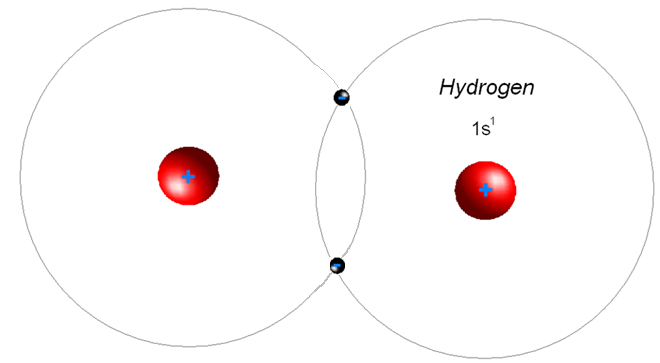 Hydrogen
1s¹
+
+
-
-